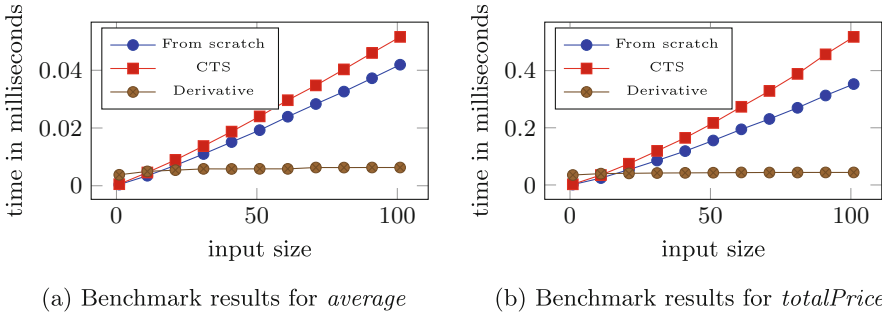 time in milliseconds
0.04
0.02
0
From scratch
CTS
Derivative
0
50
100
input size
(a) Benchmark results for average
time in milliseconds
0.4
0.2
0
From scratch
CTS
Derivative
0
50
100
input size
(b) Benchmark results for totalPrice